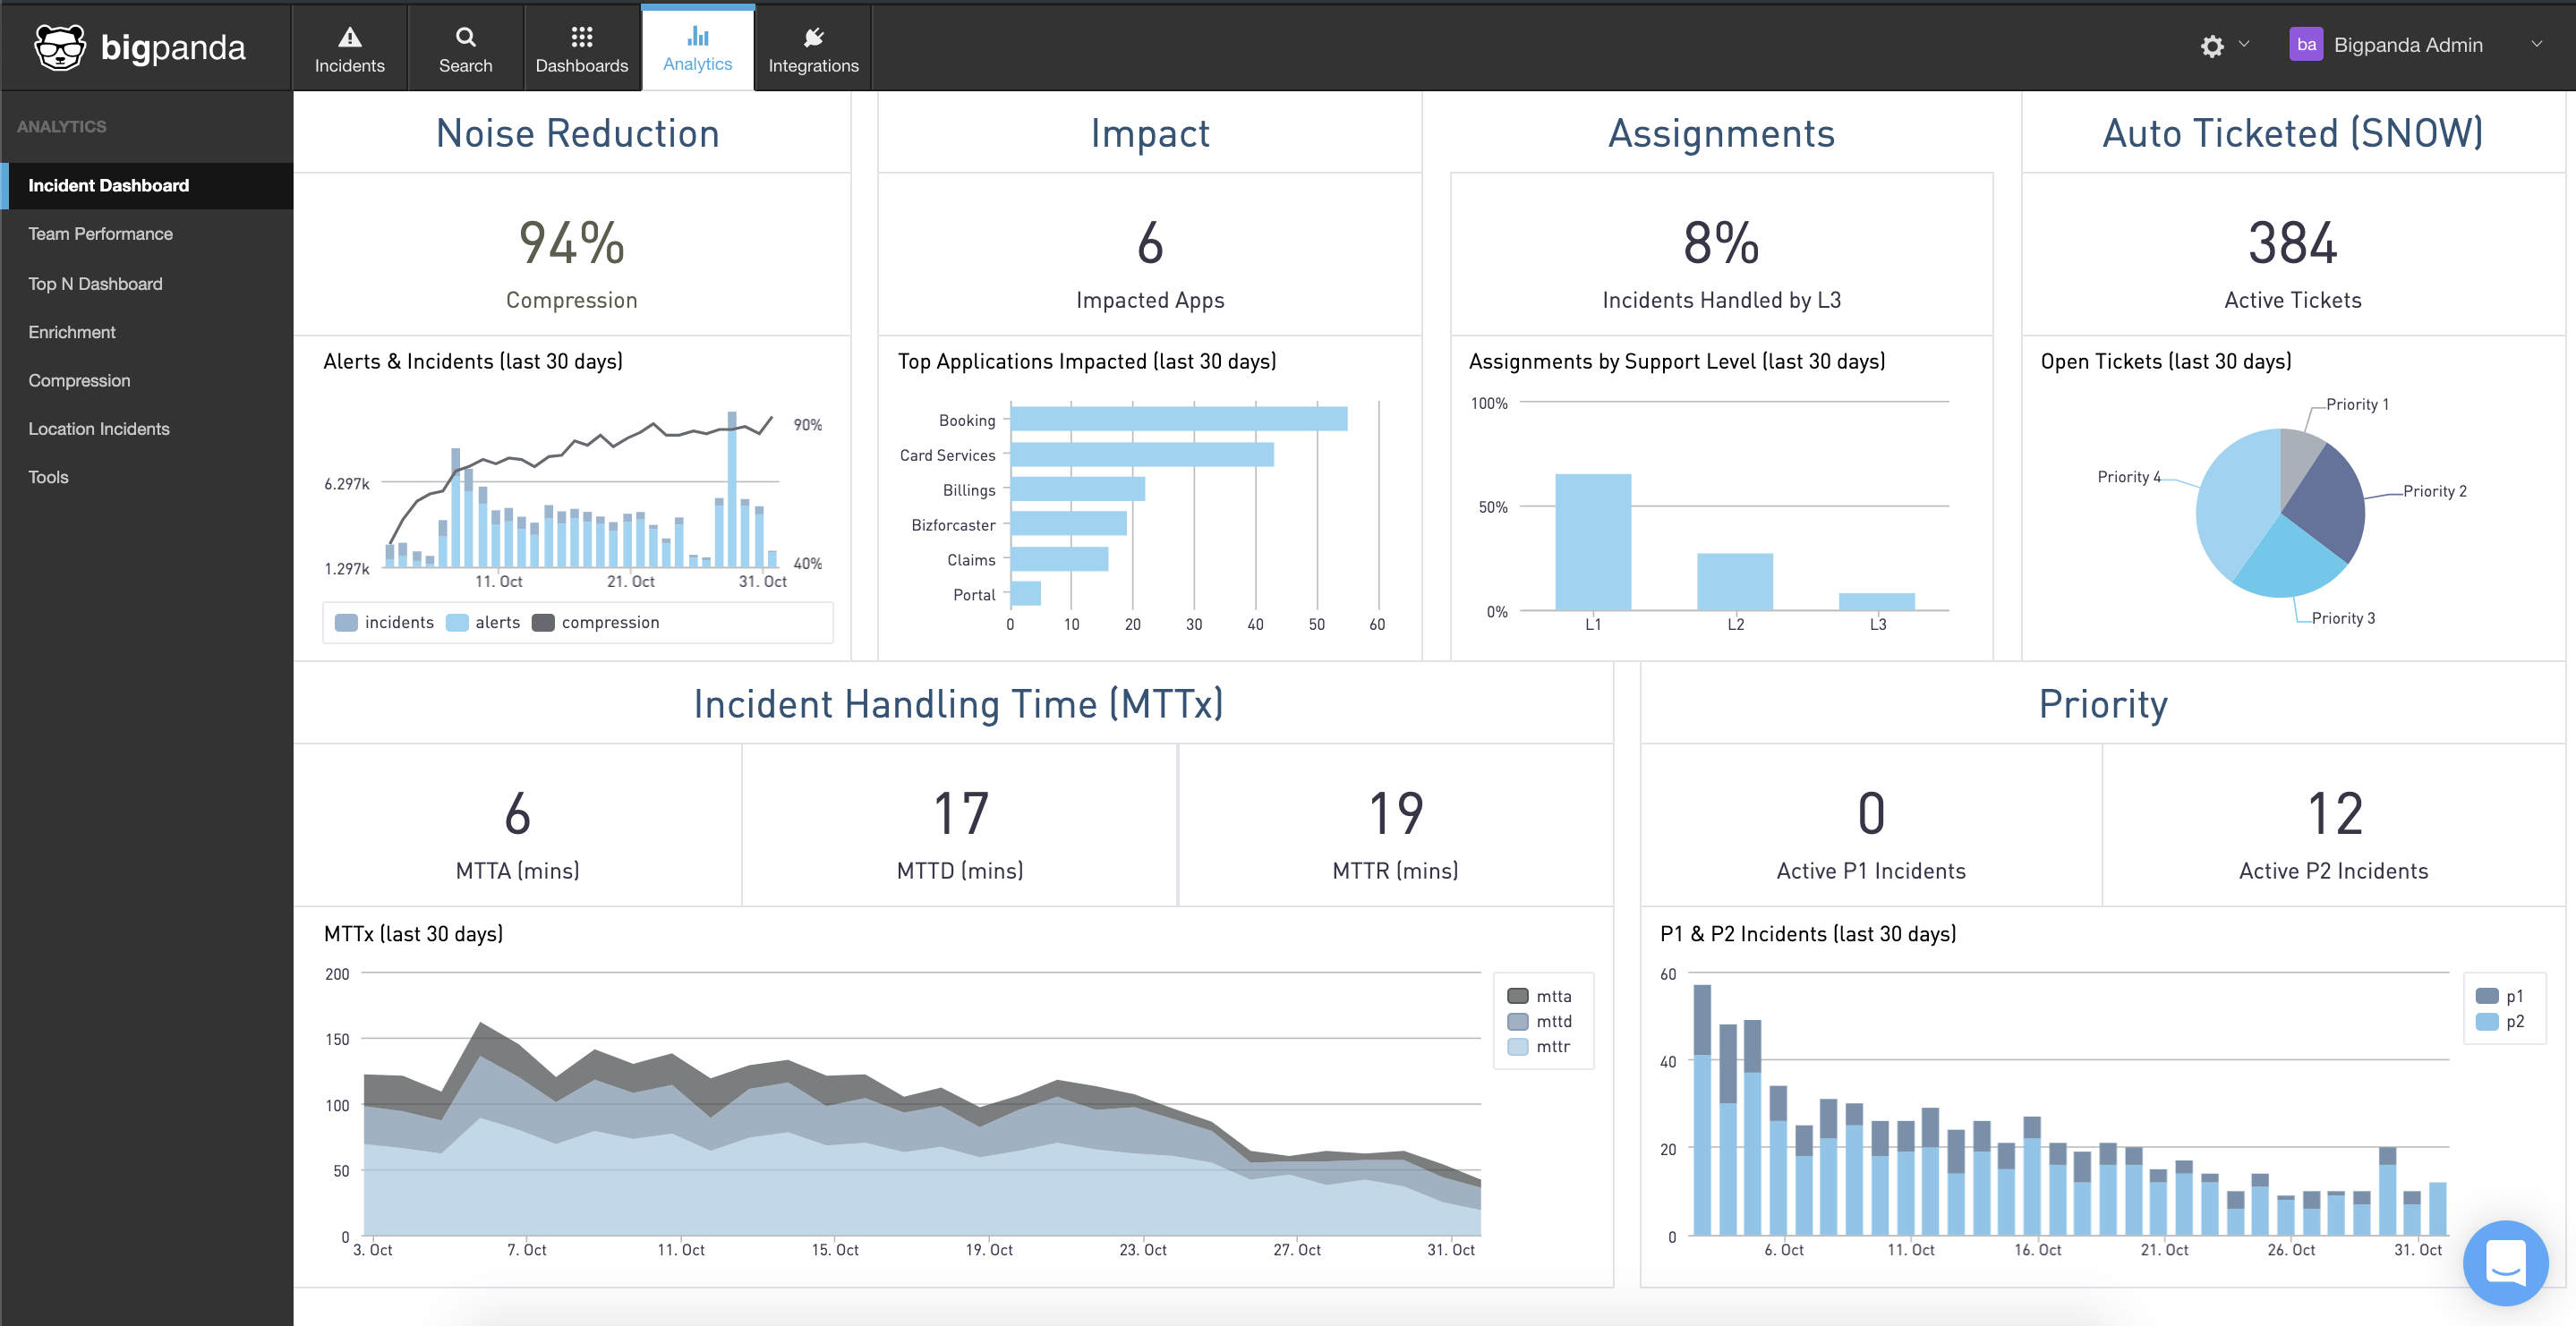 bigpanda
Incidents
Search
Dashboards
Analytics
Integrations
ba
Bigpanda Admin
ANALYTICS
Incident Dashboard
Team Performance
Top N Dashboard
Enrichment
Compression
Location Incidents
Tools
Noise Reduction
94%
Compression
Alerts & Incidents (last 30 days)
90%
6.297k
1.297k
40%
11. Oct 21. Oct 31. Oct
incidents alerts compression
Impact
6
Impacted Apps
Top Applications Impacted (last 30 days)
Booking
Card Services
Billings
Bizforcaster
Claims
Portal
0 10 20 30 40 50 60
Assignments
8%
Incidents Handled by L3
Assignments by Support Level (last 30 days)
100%
50%
0%
L1 L2 L3
Auto Ticketed (SNOW)
384
Active Tickets
Open Tickets (last 30 days)
Priority 1
Priority 4
Priority 2
Priority 3
Incident Handling Time (MTTx)
6
MTTA (mins)
17
MTTD (mins)
19
MTTR (mins)
MTTx (last 30 days)
200
150
100
50
0
3. Oct 7. Oct 11. Oct 15. Oct 19. Oct 23. Oct 27. Oct 31. Oct
mtta
mttd
mttr
Priority
0
Active P1 Incidents
12
Active P2 Incidents
P1 & P2 Incidents (last 30 days)
60
40
20
0
6. Oct 11. Oct 16. Oct 21. Oct 26. Oct 31. Oct
p1
p2